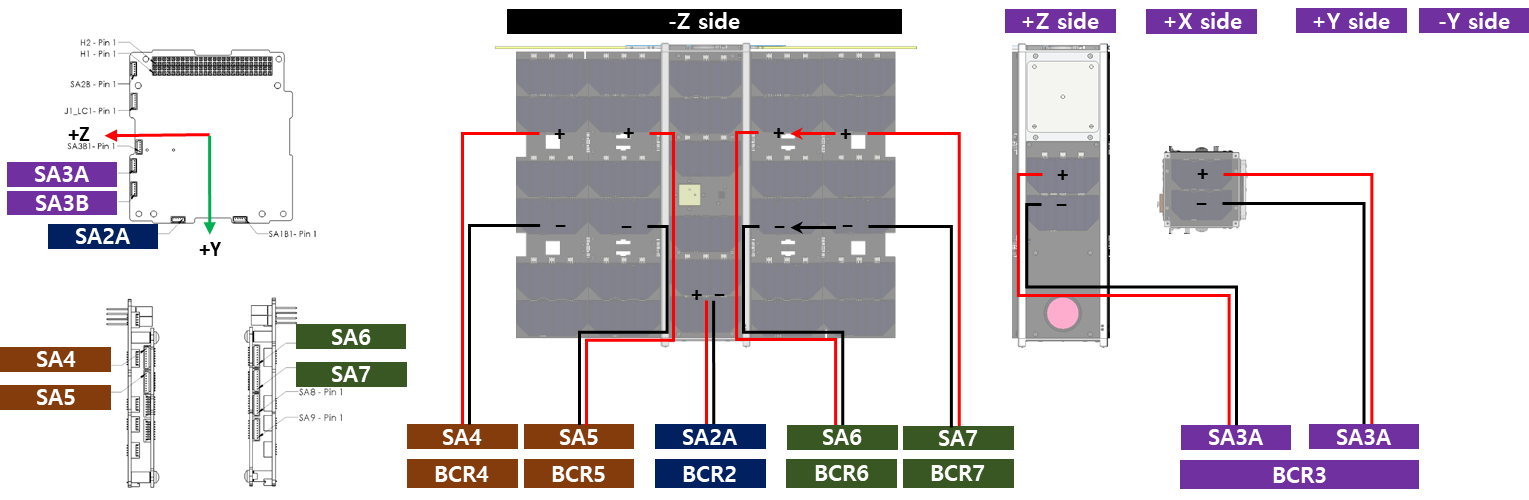 -Z side
+Z side
+X side
+Y side
-Y side
H2 - Pin 1
H1 - Pin 1
SA2B - Pin 1
J1_LC1 - Pin 1
+Z
SA3B1 - Pin 1
SA3A
SA3B
SA2A
+Y
SA1B1 - Pin 1
+ + + +
− − − −
+ −
+ +
− −
SA4
SA5
SA6
SA7
SA8 - Pin 1
SA9 - Pin 1
SA4 SA5 SA2A SA6 SA7 SA3A SA3A
BCR4 BCR5 BCR2 BCR6 BCR7 BCR3